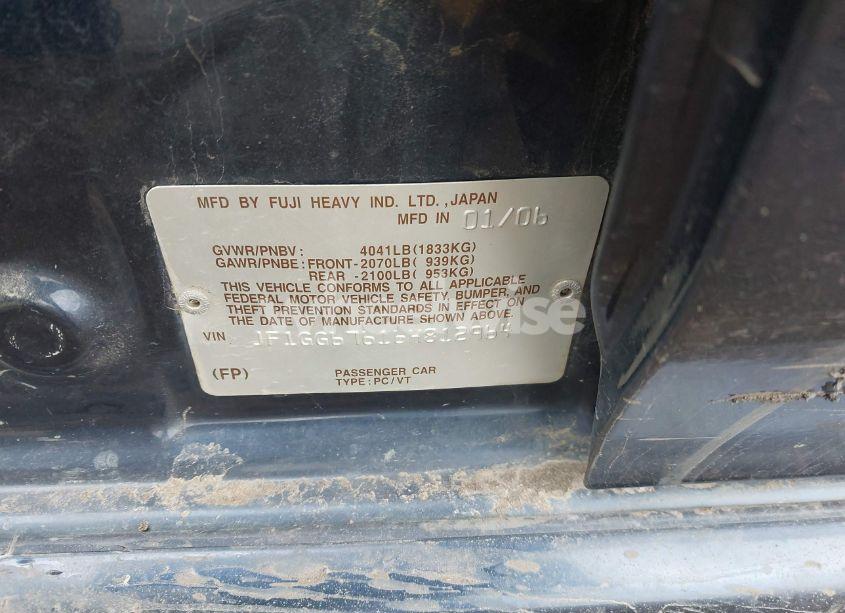 MFD BY FUJI HEAVY IND. LTD.,JAPAN
MFD IN 01/06
GVWR/PNBV: 4041LB(1833KG)
GAWR/PNBE: FRONT-2070LB( 939KG)
REAR -2100LB( 953KG)
THIS VEHICLE CONFORMS TO ALL APPLICABLE
FEDERAL MOTOR VEHICLE SAFETY, BUMPER, AND
THEFT PREVENTION STANDARDS IN EFFECT ON
THE DATE OF MANUFACTURE SHOWN ABOVE.
VIN
(FP)
PASSENGER CAR
TYPE:PC/VT